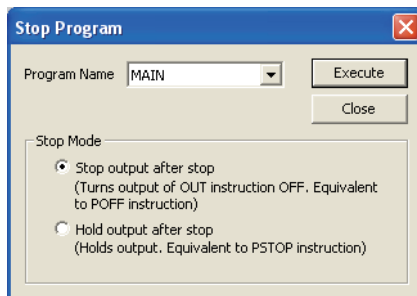 Stop Program
Program Name MAIN Execute
Close
Stop Mode
Stop output after stop
(Turns output of OUT instruction OFF. Equivalent
to POFF instruction)
Hold output after stop
(Holds output. Equivalent to PSTOP instruction)